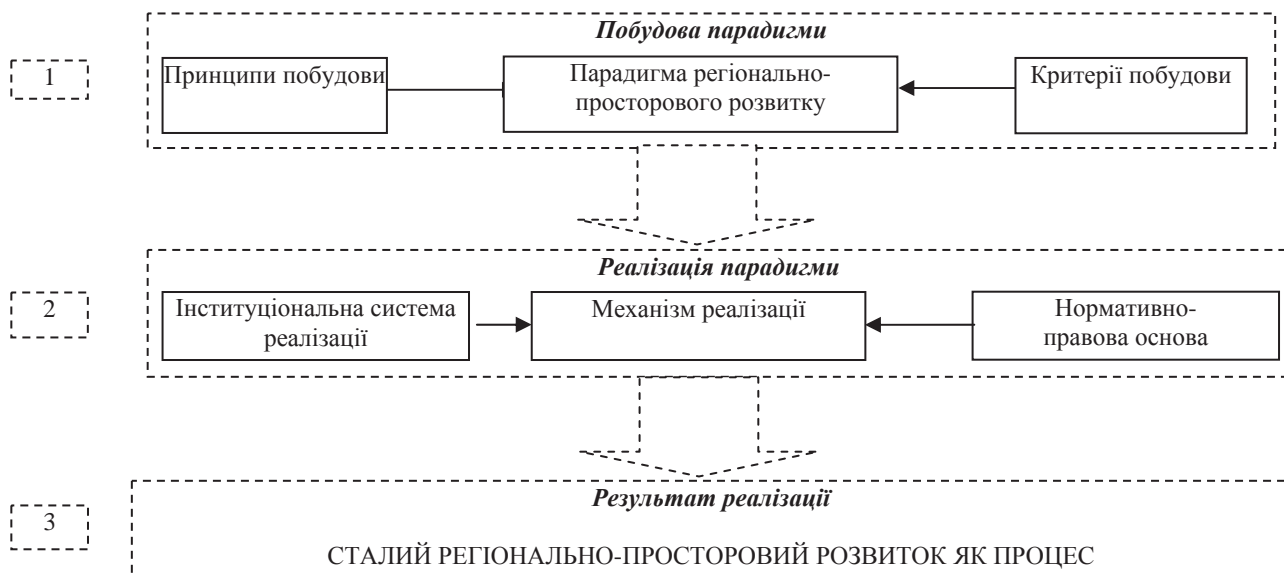 Побудова парадигми
1
Принципи побудови
Парадигма регіонально-
просторового розвитку
Критерії побудови
Реалізація парадигми
2
Інституціональна система
реалізації
Механізм реалізації
Нормативно-
правова основа
Результат реалізації
3
СТАЛИЙ РЕГІОНАЛЬНО-ПРОСТОРОВИЙ РОЗВИТОК ЯК ПРОЦЕС